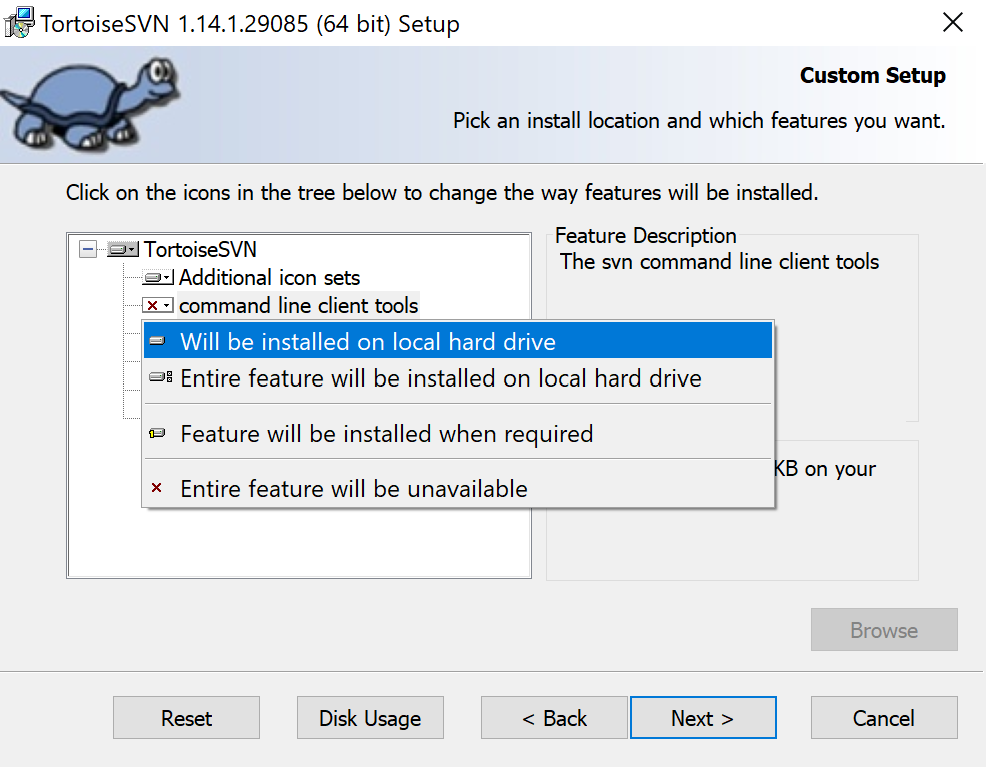 TortoiseSVN 1.14.1.29085 (64 bit) Setup
Custom Setup
Pick an install location and which features you want.
Click on the icons in the tree below to change the way features will be installed.
TortoiseSVN
Additional icon sets
command line client tools
Will be installed on local hard drive
Entire feature will be installed on local hard drive
Feature will be installed when required
Entire feature will be unavailable
Feature Description
The svn command line client tools
KB on your
Browse
Reset
Disk Usage
< Back
Next >
Cancel